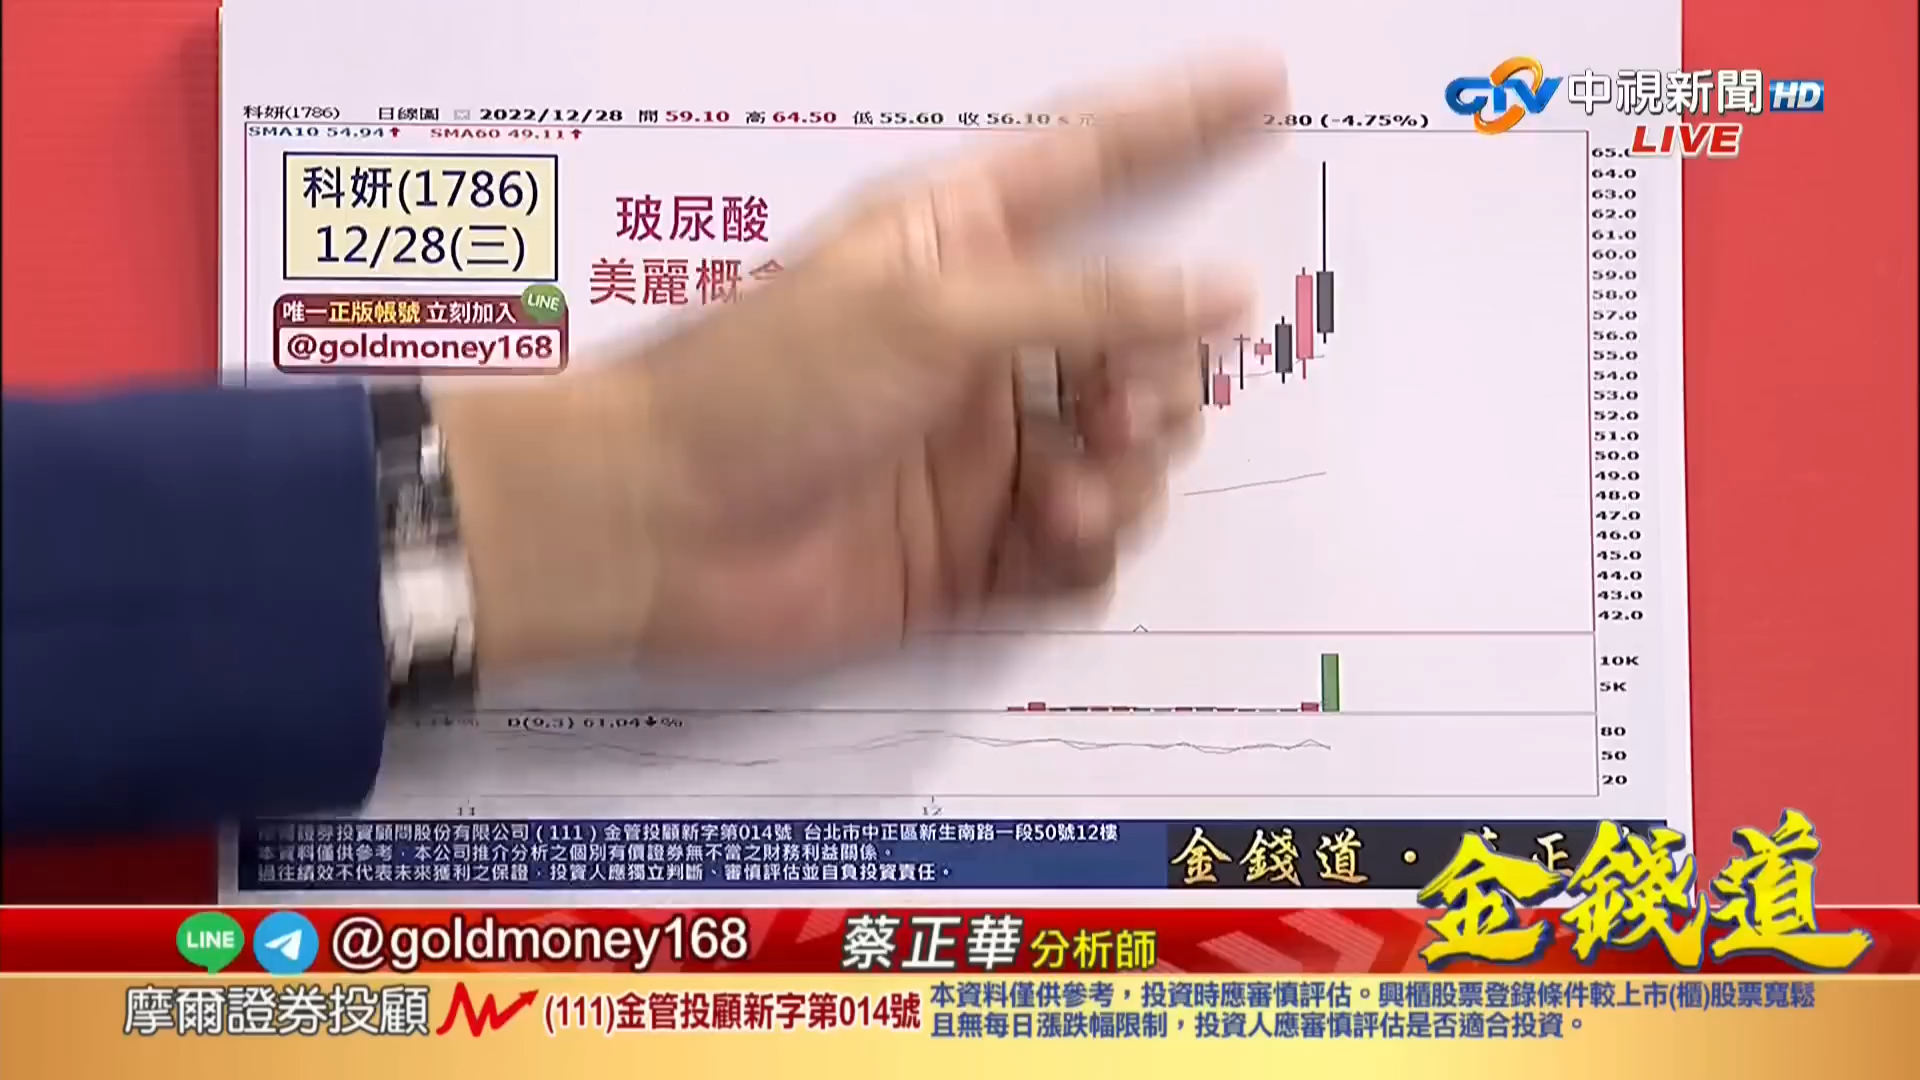 科妍(1786) 日線圖 2022/12/28 開 59.10 高 64.50 低 55.60 收 56.10 s 元 2.80 (-4.75%)
SMA10 54.94↑ SMA60 49.11↑
CTV 中視新聞 HD
LIVE
科妍(1786)
12/28(三)
玻尿酸
美麗概念
唯一正版帳號 立刻加入 LINE
@goldmoney168
65.0
64.0
63.0
62.0
61.0
60.0
59.0
58.0
57.0
56.0
55.0
54.0
53.0
52.0
51.0
50.0
49.0
48.0
47.0
46.0
45.0
44.0
43.0
42.0
10K
5K
D(9,3) 61.04↓%
80
50
20
11 12
摩爾證券投資顧問股份有限公司(111)金管投顧新字第014號 台北市中正區新生南路一段50號12樓
本資料僅供參考，本公司推介分析之個別有價證券無不當之財務利益關係。
過往績效不代表未來獲利之保證，投資人應獨立判斷、審慎評估並自負投資責任。
金錢道・ 正
金錢道
LINE @goldmoney168 蔡正華 分析師
摩爾證券投顧 (111)金管投顧新字第014號
本資料僅供參考，投資時應審慎評估。興櫃股票登錄條件較上市(櫃)股票寬鬆
且無每日漲跌幅限制，投資人應審慎評估是否適合投資。